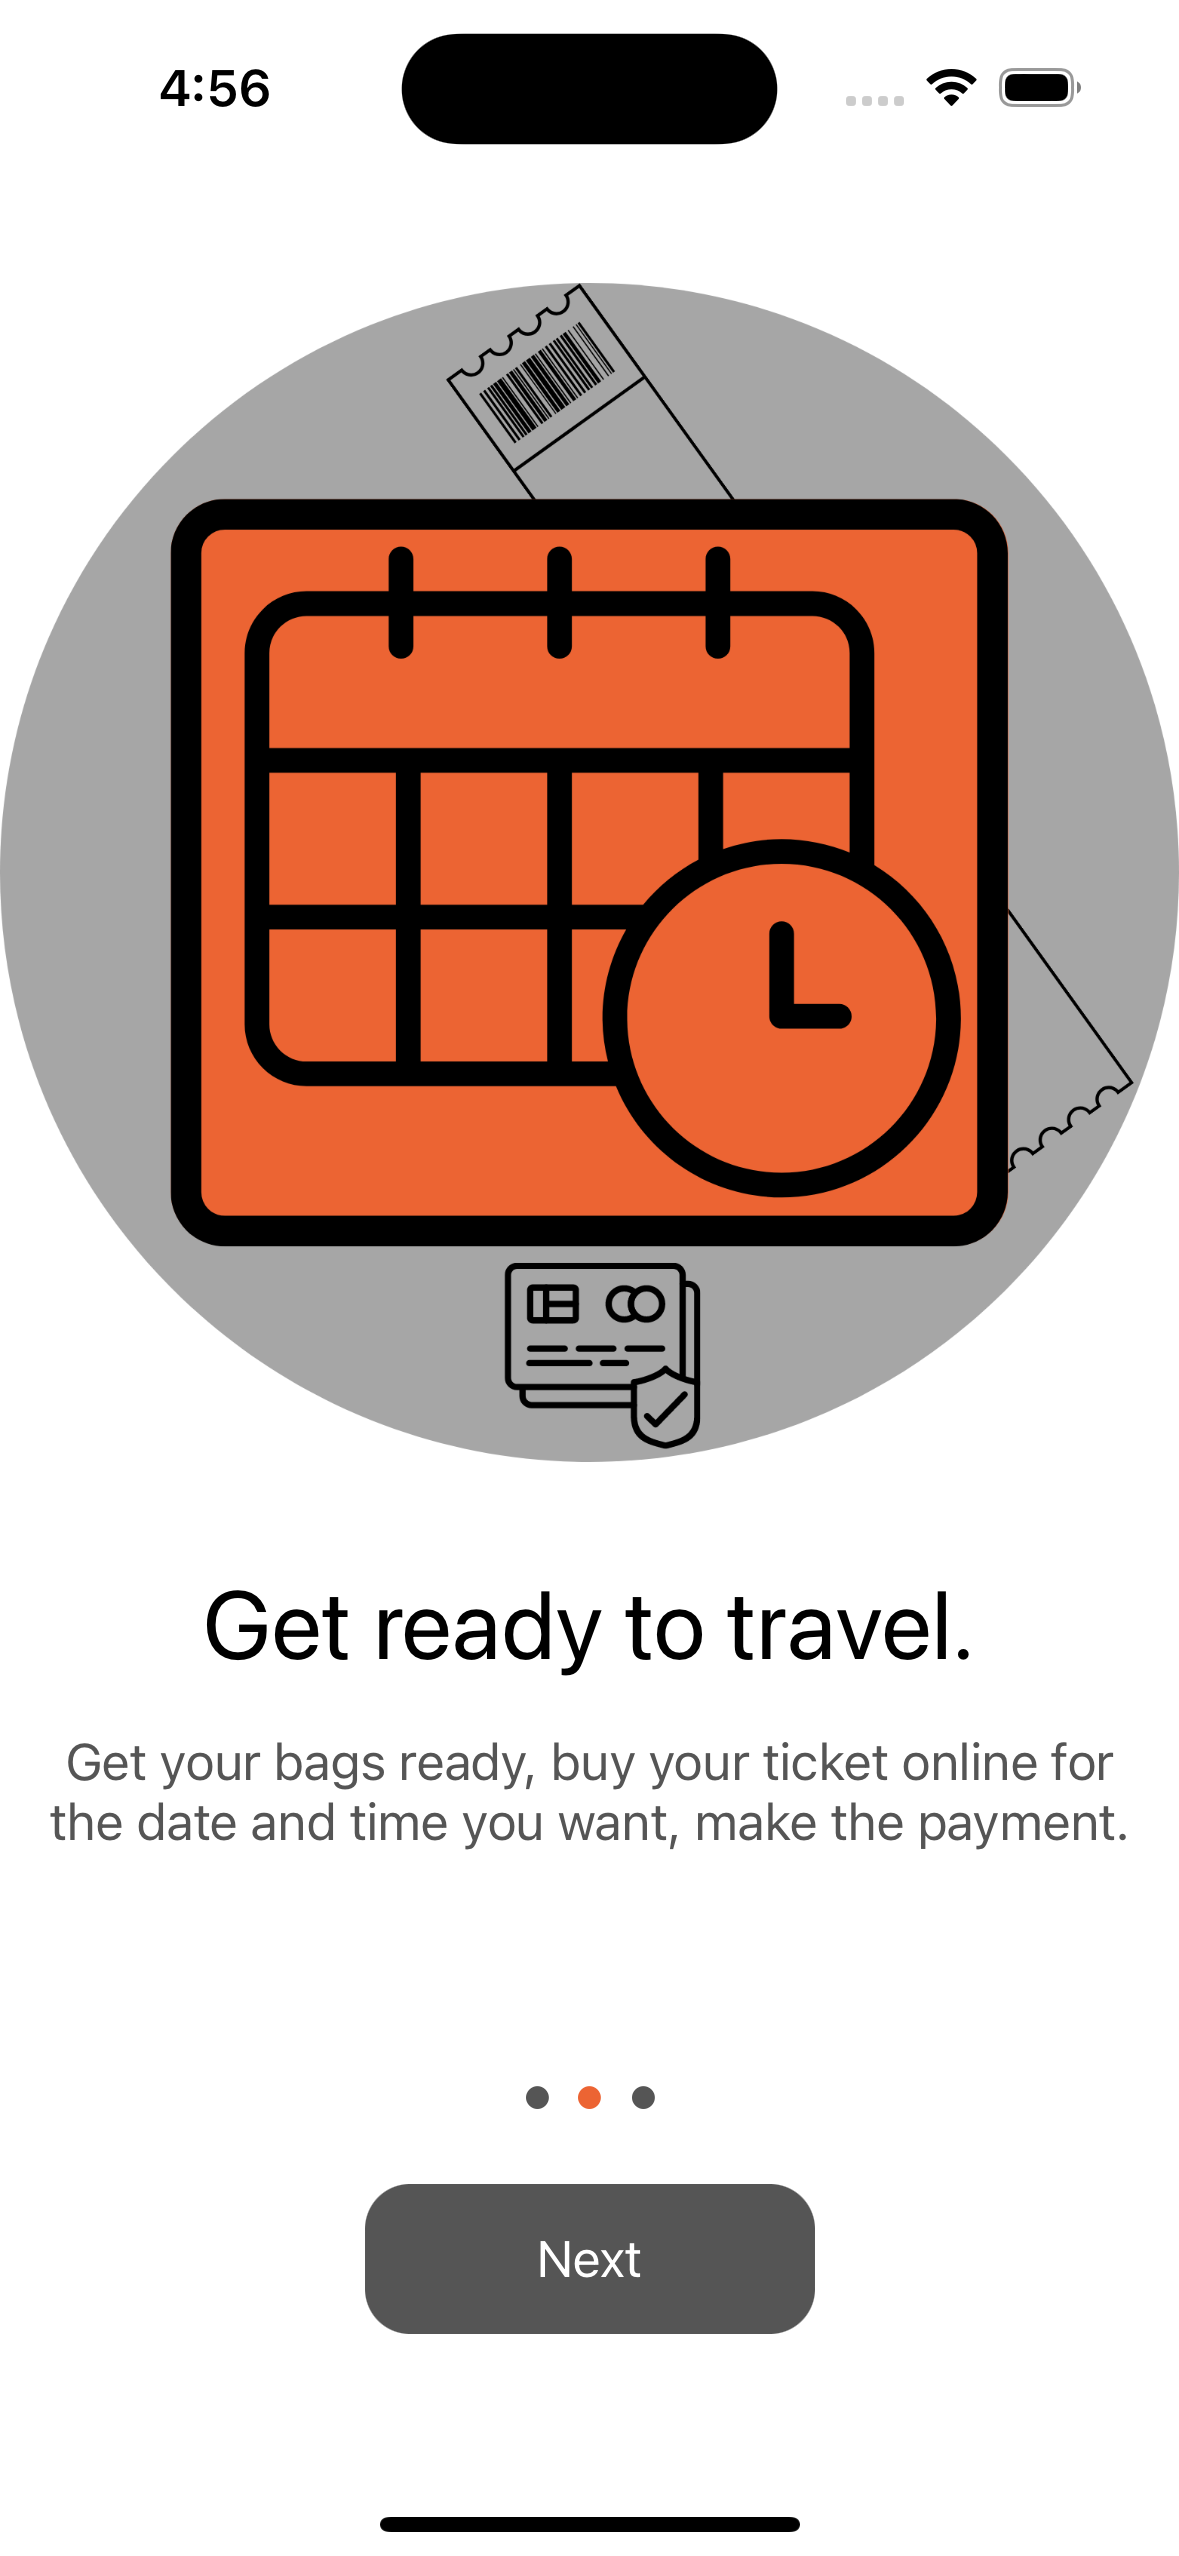 4:56
Get ready to travel.
Get your bags ready, buy your ticket online for
the date and time you want, make the payment.
Next